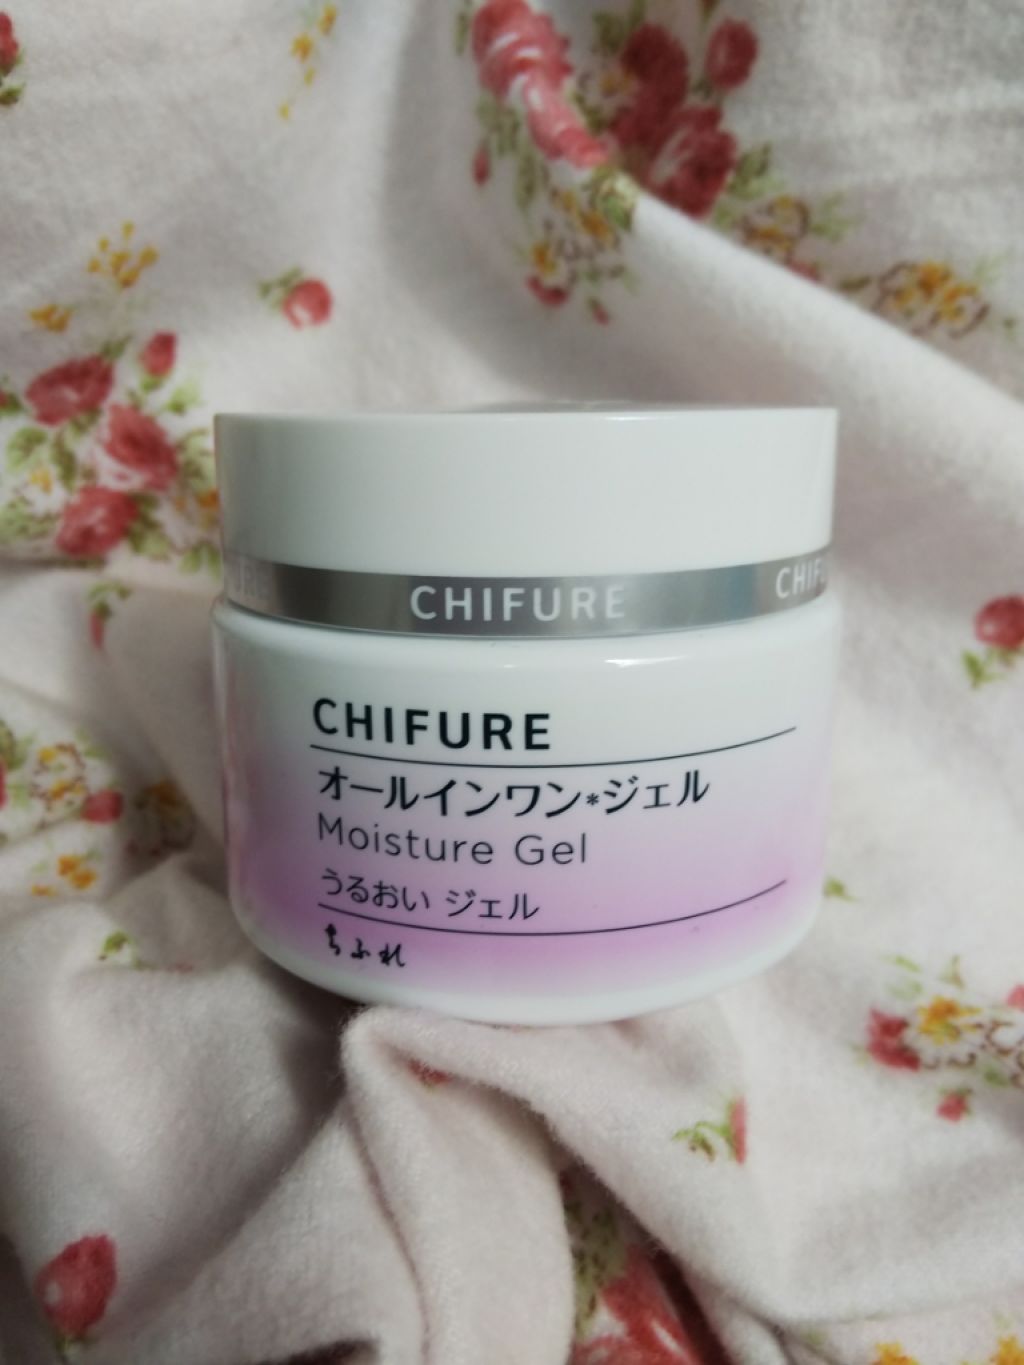 CHIFURE CHIFU
CHIFURE
オールインワン*ジェル
Moisture Gel
うるおい ジェル
ちふれ